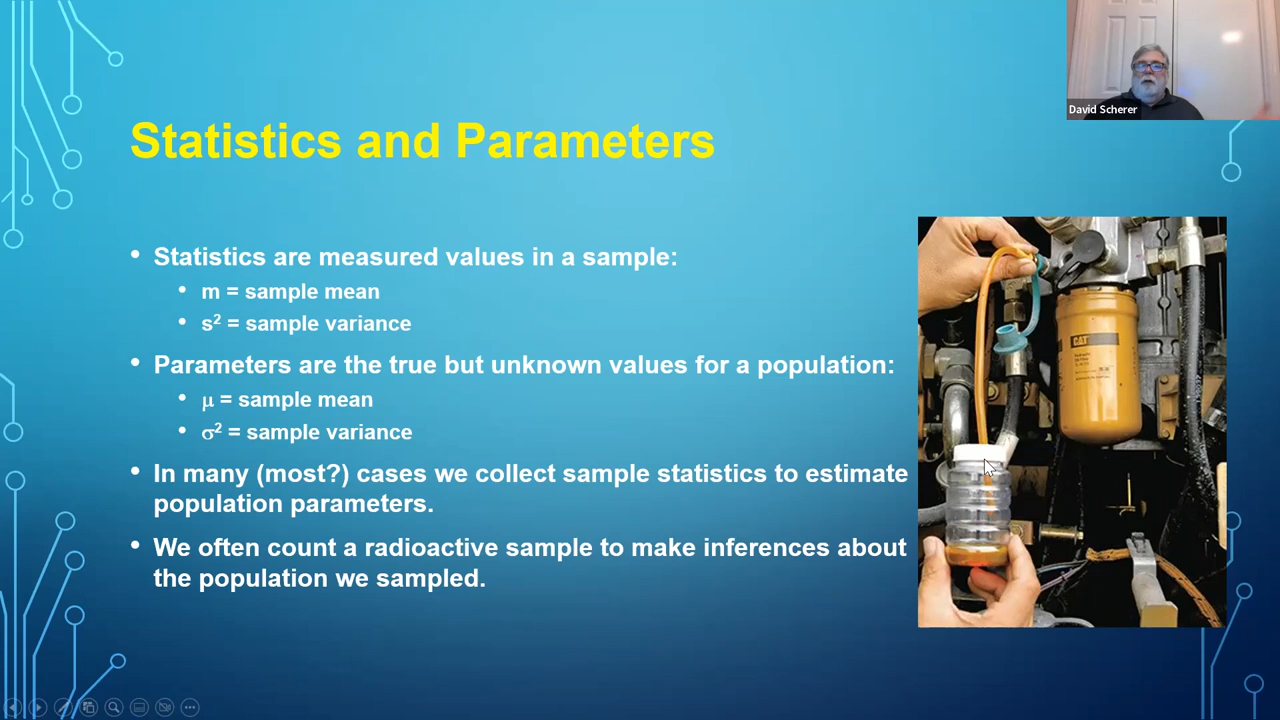 David Scherer
Statistics and Parameters
• Statistics are measured values in a sample:
• m = sample mean
• s² = sample variance
• Parameters are the true but unknown values for a population:
• μ = sample mean
• σ² = sample variance
• In many (most?) cases we collect sample statistics to estimate
population parameters.
• We often count a radioactive sample to make inferences about
the population we sampled.
CAT